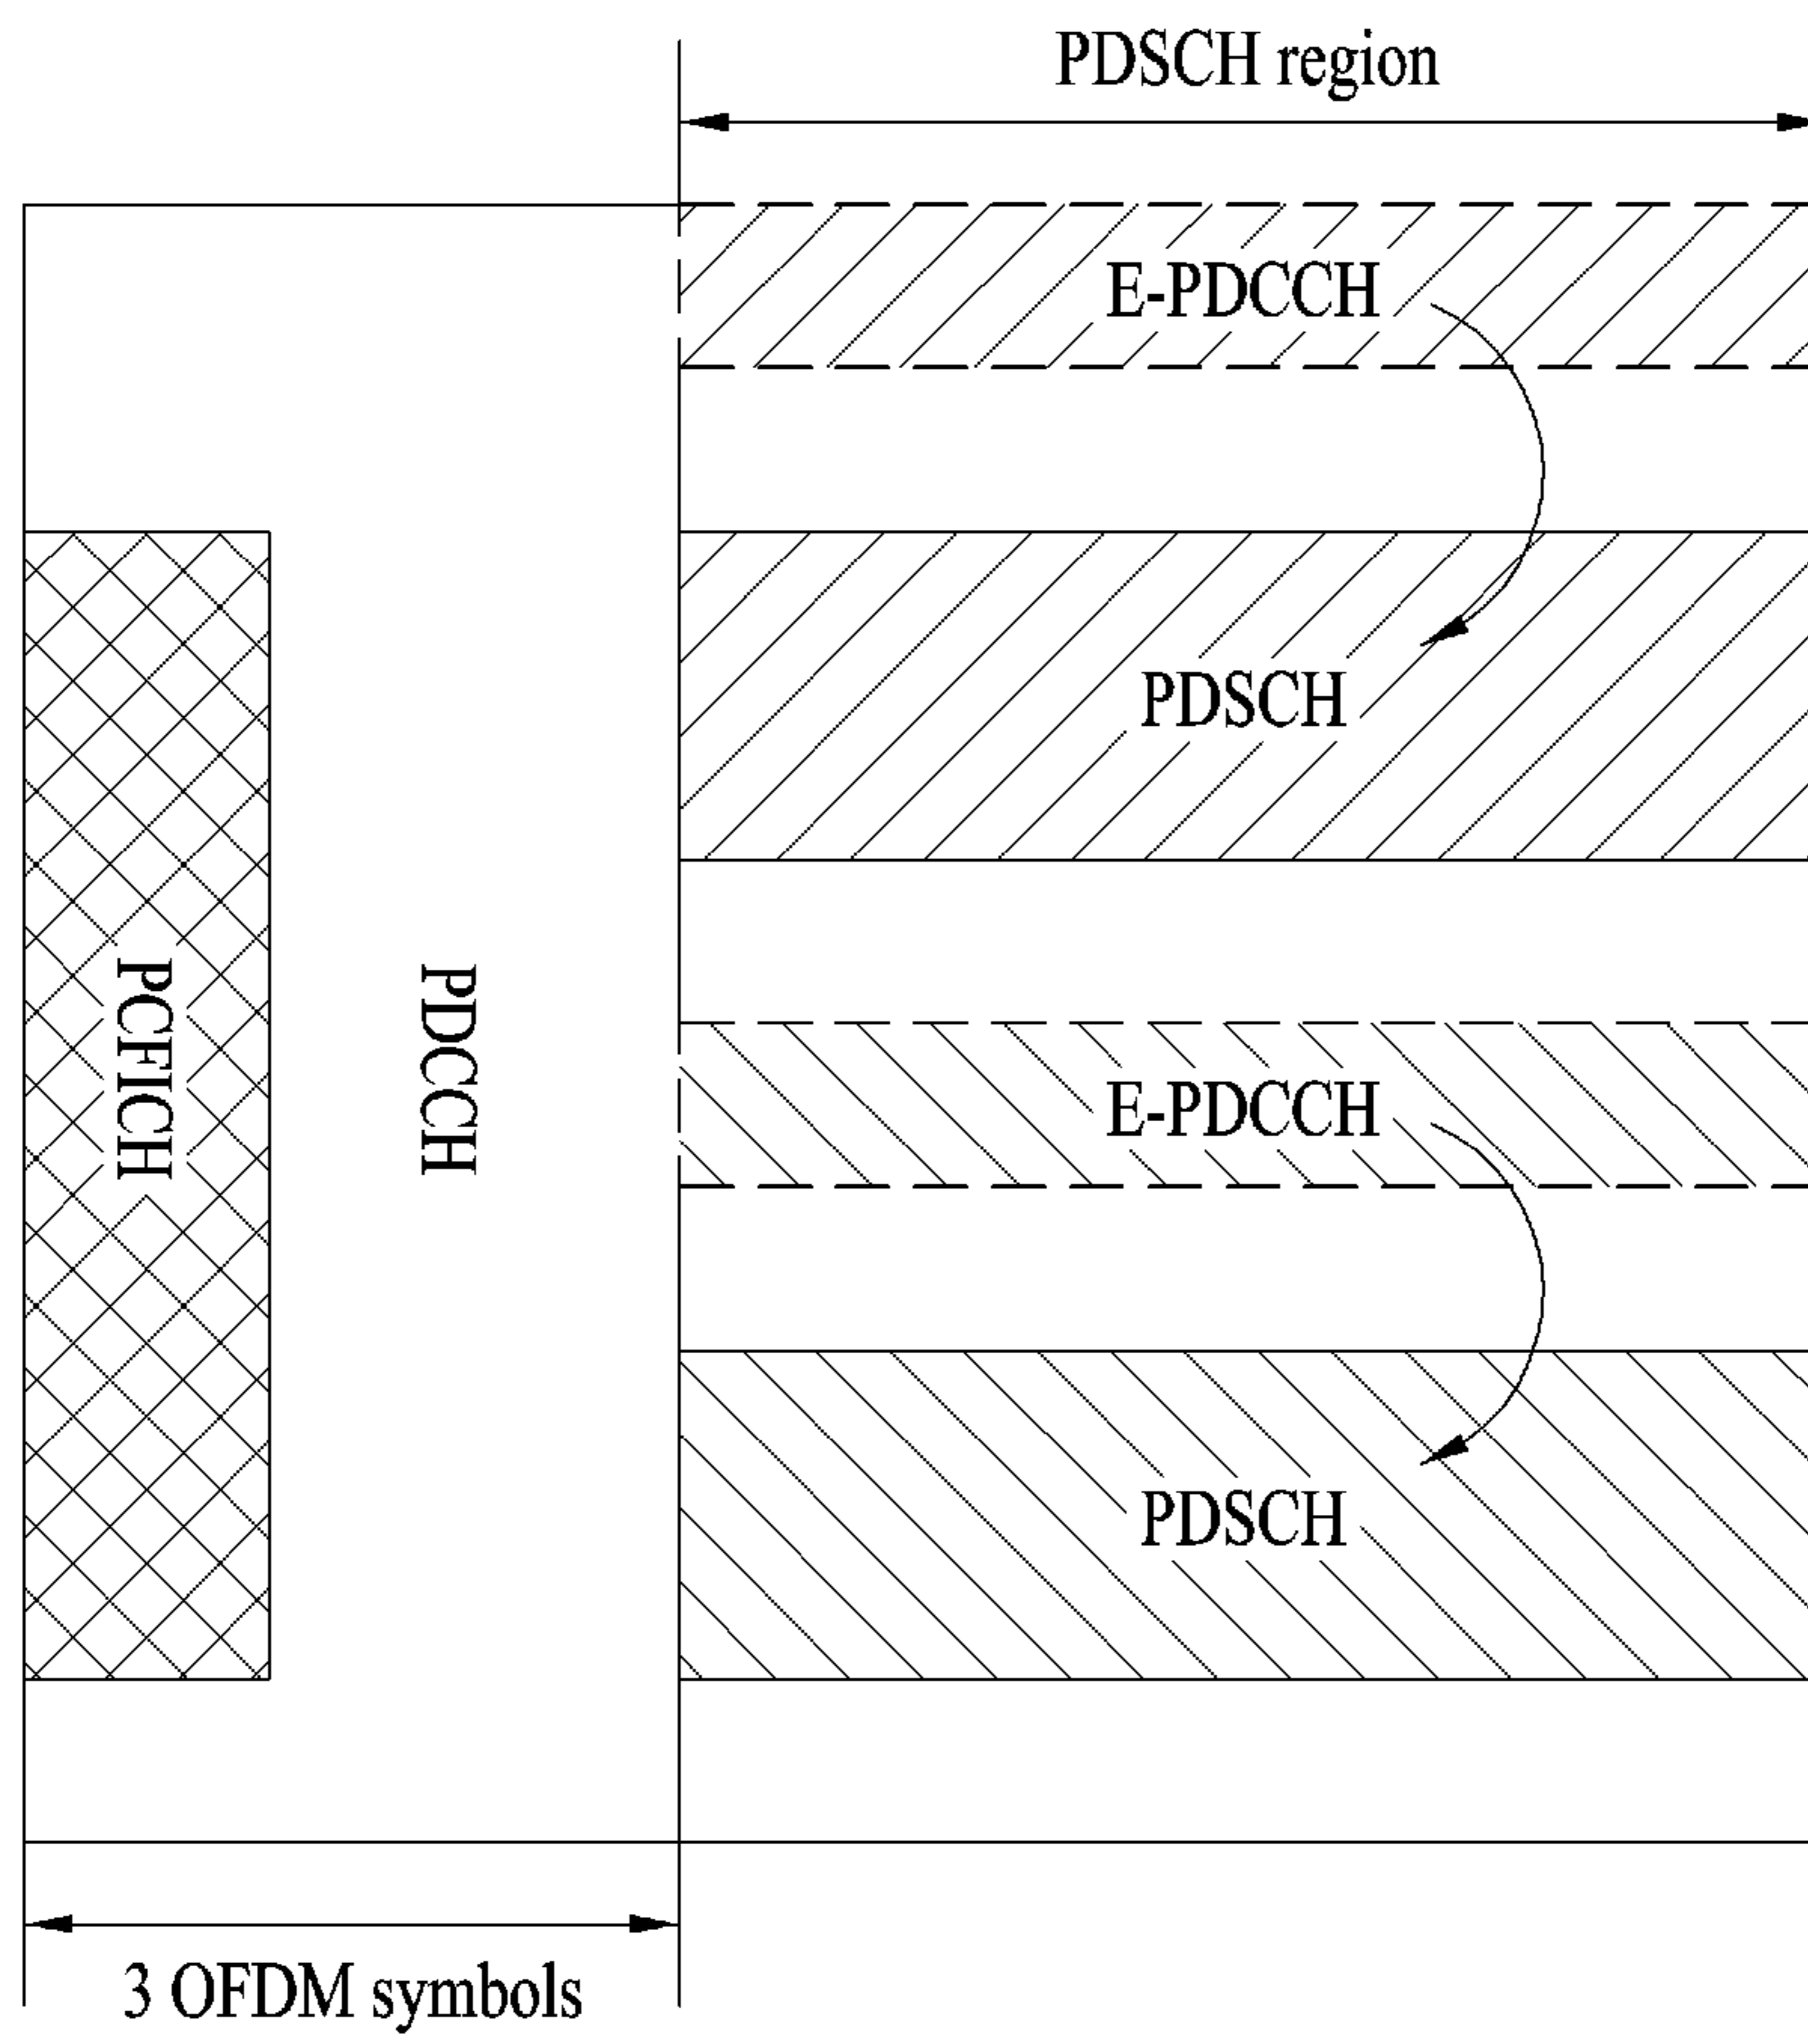 PDSCH region
E-PDCCH
PDSCH
PCFICH
PDCCH
E-PDCCH
PDSCH
3 OFDM symbols